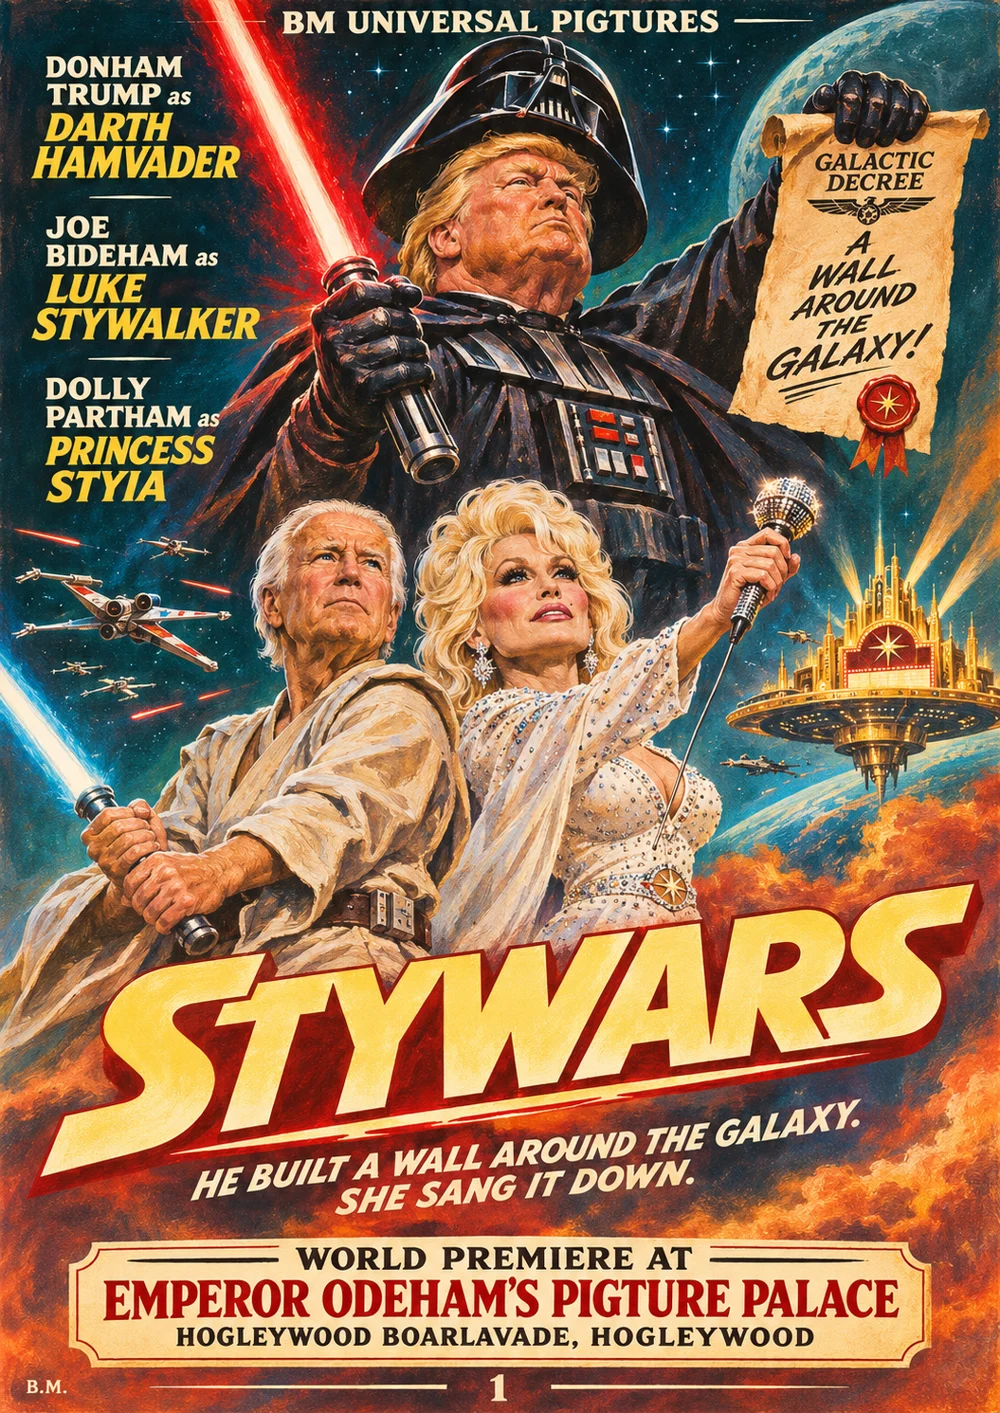 BM UNIVERSAL PIGTURES
DONHAM
TRUMP as
DARTH
HAMVADER
JOE
BIDEHAM as
LUKE
STYWALKER
DOLLY
PARTHAM as
PRINCESS
STYIA
GALACTIC
DECREE
A
WALL
AROUND
THE
GALAXY!
STYWARS
HE BUILT A WALL AROUND THE GALAXY.
SHE SANG IT DOWN.
WORLD PREMIERE AT
EMPEROR ODEHAM'S PIGTURE PALACE
HOGLEYWOOD BOARLAVADE, HOGLEYWOOD
B.M.
1